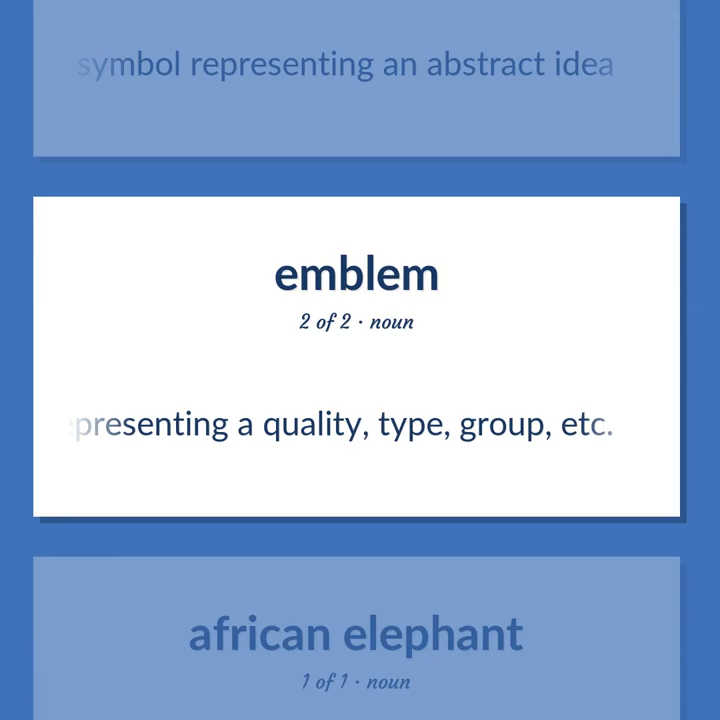 symbol representing an abstract idea
emblem
2 of 2 · noun
presenting a quality, type, group, etc.
african elephant
1 of 1 · noun